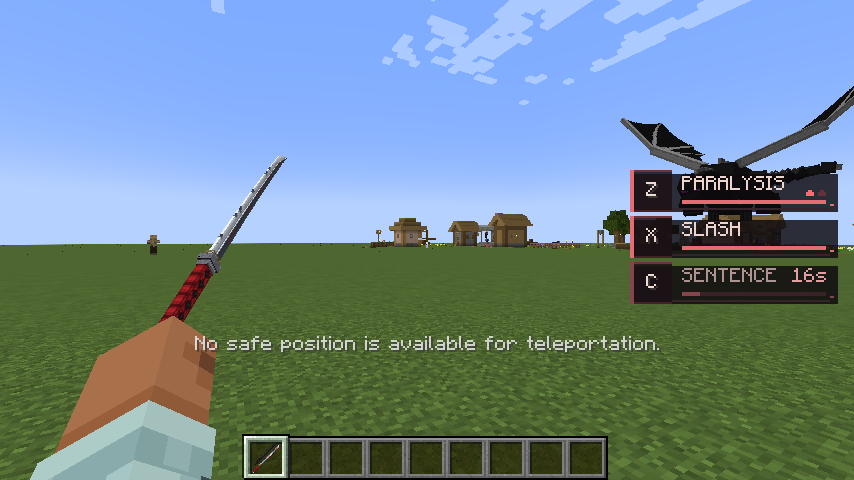 Z PARALYSIS
X SLASH
C SENTENCE 16s
No safe position is available for teleportation.